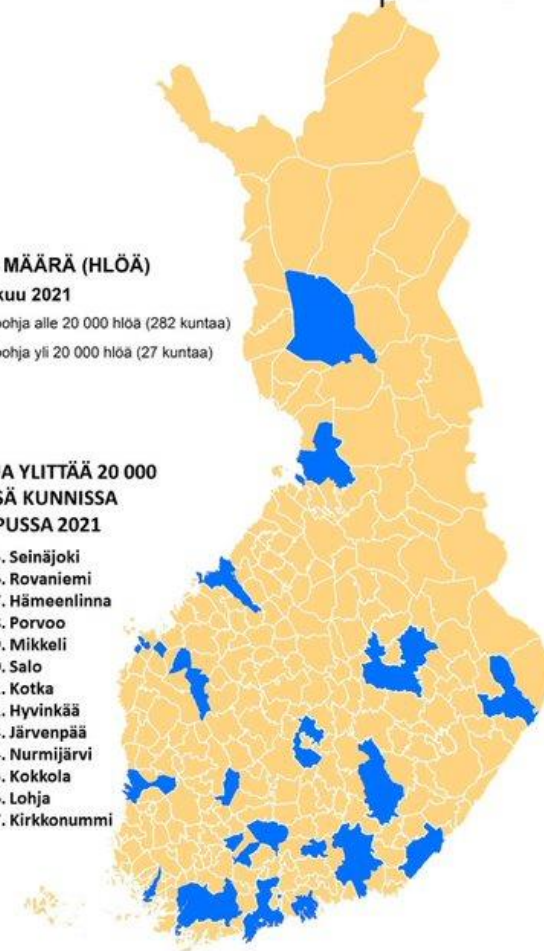 MÄÄRÄ (HLÖÄ)
kuu 2021
pohja alle 20 000 hlöä (282 kuntaa)
pohja yli 20 000 hlöä (27 kuntaa)
JA YLITTÄÄ 20 000
SÄ KUNNISSA
PUSSA 2021
. Seinäjoki
. Rovaniemi
. Hämeenlinna
. Porvoo
. Mikkeli
. Salo
. Kotka
. Hyvinkää
. Järvenpää
. Nurmijärvi
. Kokkola
. Lohja
. Kirkkonummi